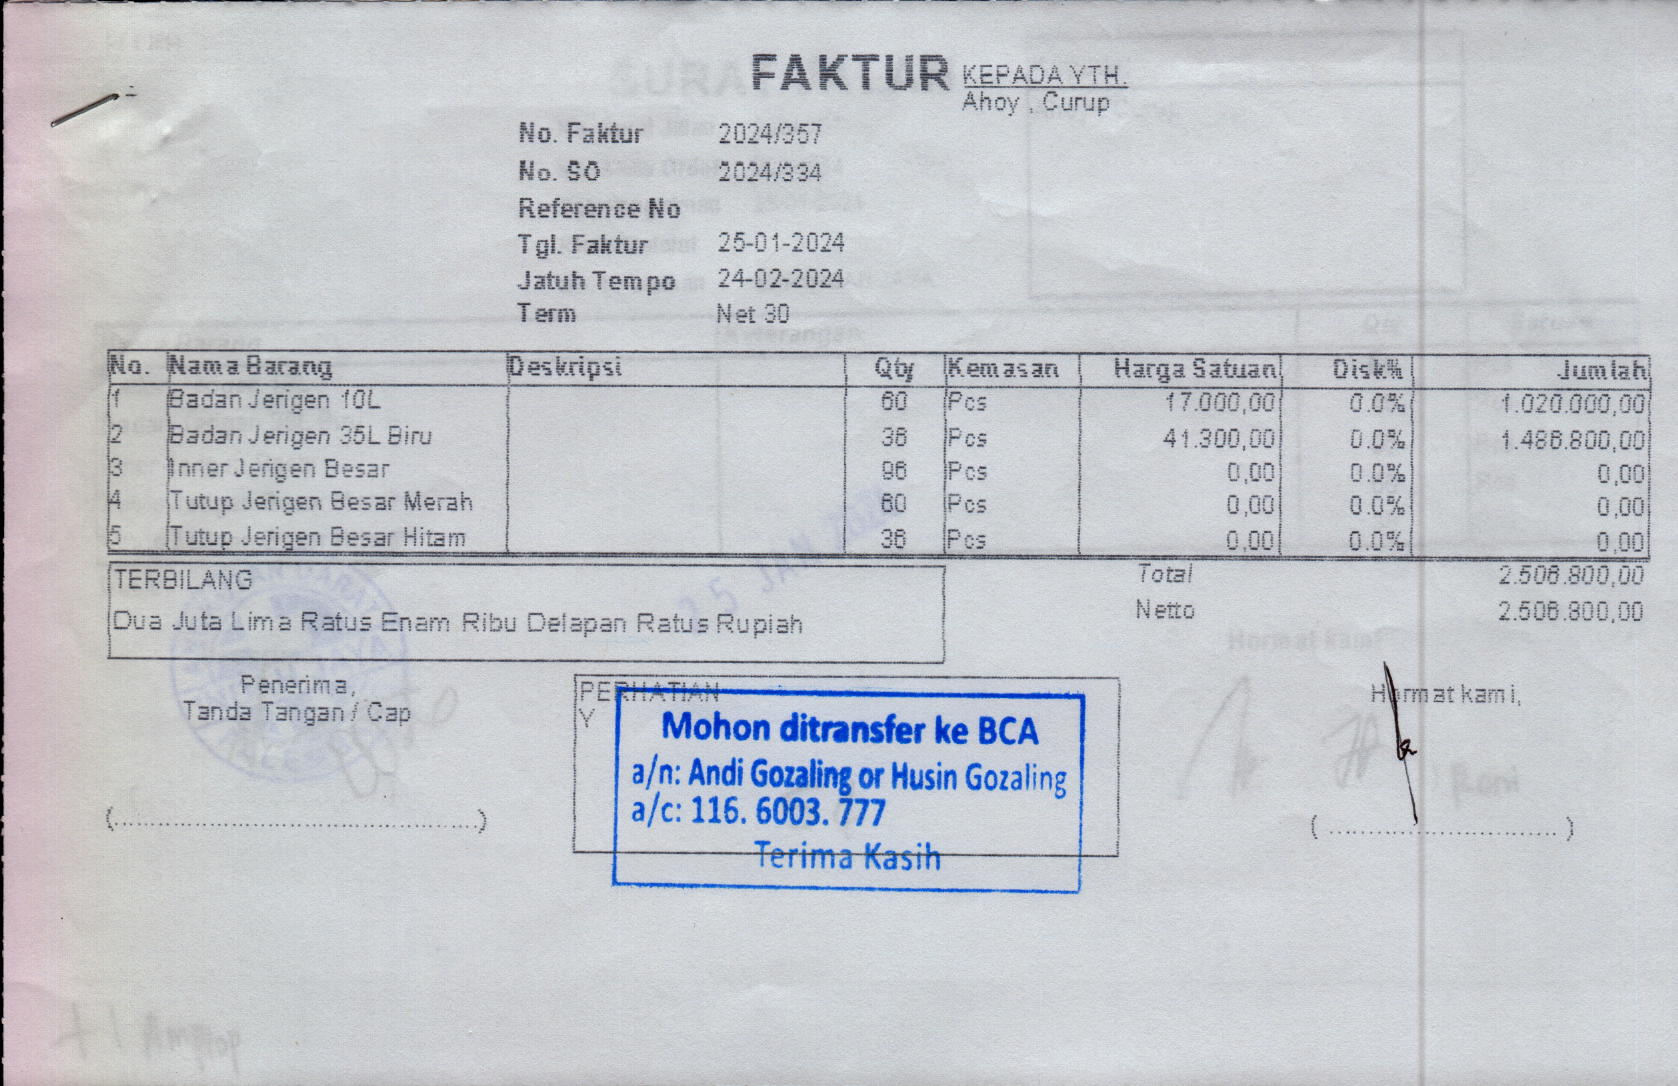 FAKTUR
KEPADA YTH.
Ahoy , Curup
No. Faktur 2024/357
No. SO 2024/334
Reference No
Tgl. Faktur 25-01-2024
Jatuh Tempo 24-02-2024
Term Net 30
No. Nama Barang Deskripsi Qty Kemasan Harga Satuan Disk% Jumlah
1 Badan Jerigen 10L 60 Pcs 17.000,00 0.0% 1.020.000,00
2 Badan Jerigen 35L Biru 36 Pcs 41.300,00 0.0% 1.486.800,00
3 Inner Jerigen Besar 96 Pcs 0,00 0.0% 0,00
4 Tutup Jerigen Besar Merah 60 Pcs 0,00 0.0% 0,00
5 Tutup Jerigen Besar Hitam 36 Pcs 0,00 0.0% 0,00
TERBILANG
Dua Juta Lima Ratus Enam Ribu Delapan Ratus Rupiah
Total 2.506.800,00
Netto 2.506.800,00
25 JAN
Penerima,
Tanda Tangan / Cap
(..................................................)
PERHATIAN
Y
Mohon ditransfer ke BCA
a/n: Andi Gozaling or Husin Gozaling
a/c: 116. 6003. 777
Terima Kasih
Hormat kami,
( ................................ )